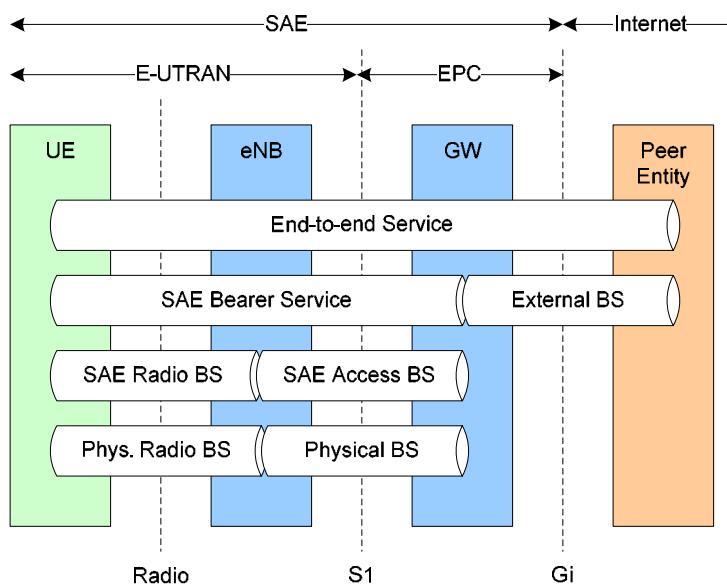 SAE
Internet
E-UTRAN
EPC
UE
eNB
GW
Peer
Entity
End-to-end Service
SAE Bearer Service
External BS
SAE Radio BS
SAE Access BS
Phys. Radio BS
Physical BS
Radio
S1
Gi